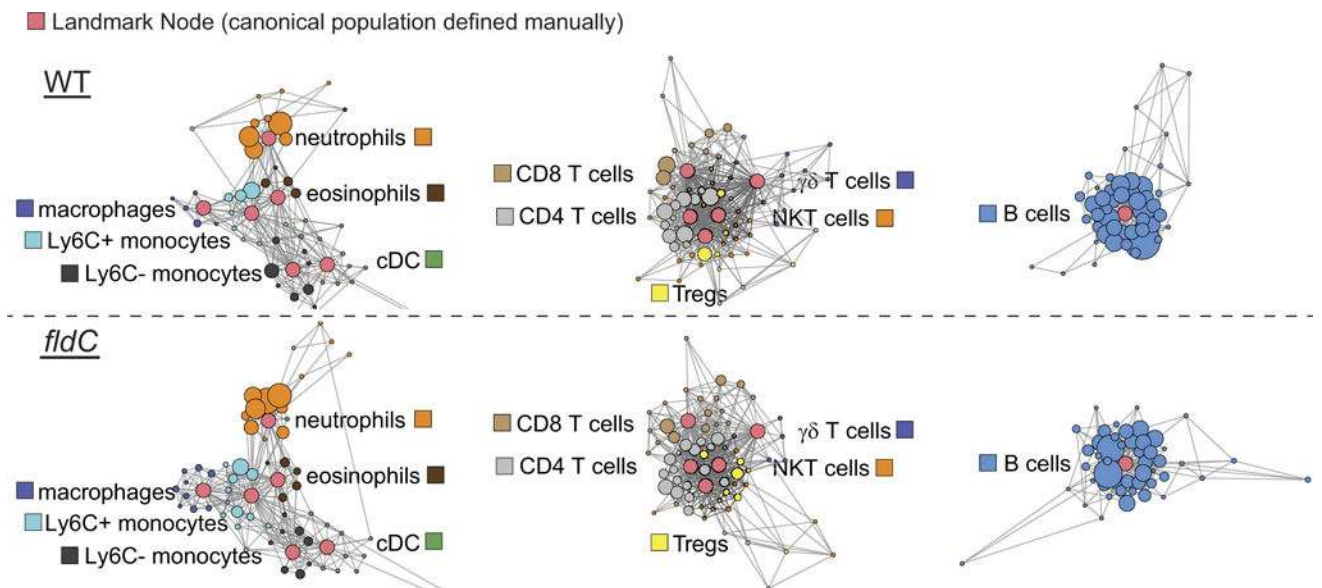 Landmark Node (canonical population defined manually)
WT
neutrophils
eosinophils
macrophages
Ly6C+ monocytes
cDC
Ly6C- monocytes
CD8 T cells
γδ T cells
CD4 T cells
NKT cells
Tregs
B cells
fldC
neutrophils
eosinophils
macrophages
Ly6C+ monocytes
cDC
Ly6C- monocytes
CD8 T cells
γδ T cells
CD4 T cells
NKT cells
Tregs
B cells